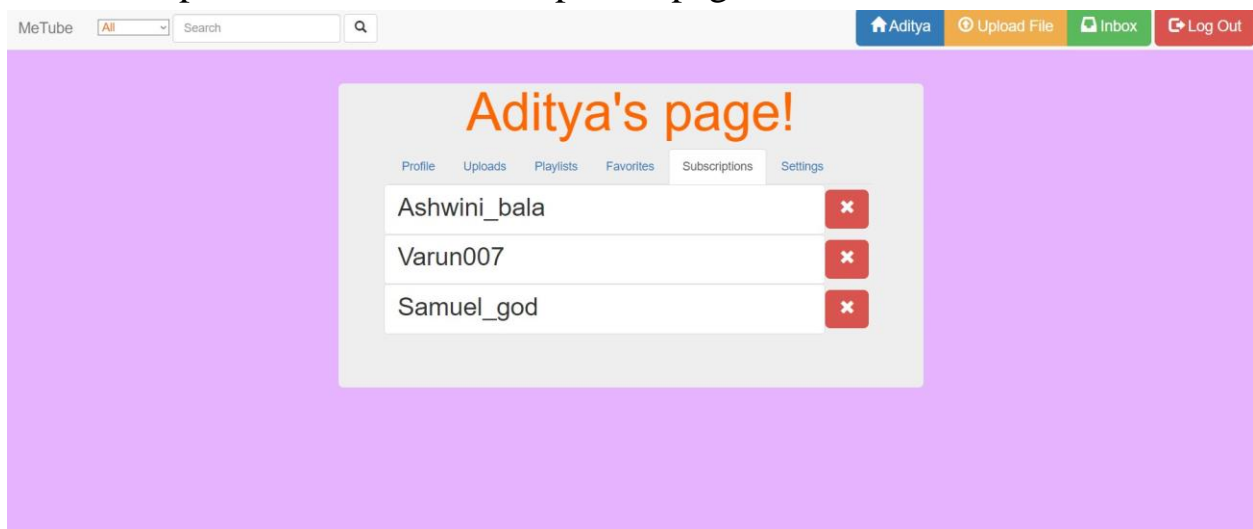 MeTube All Search Aditya Upload File Inbox Log Out
Aditya's page!
Profile Uploads Playlists Favorites Subscriptions Settings
Ashwini_bala
Varun007
Samuel_god